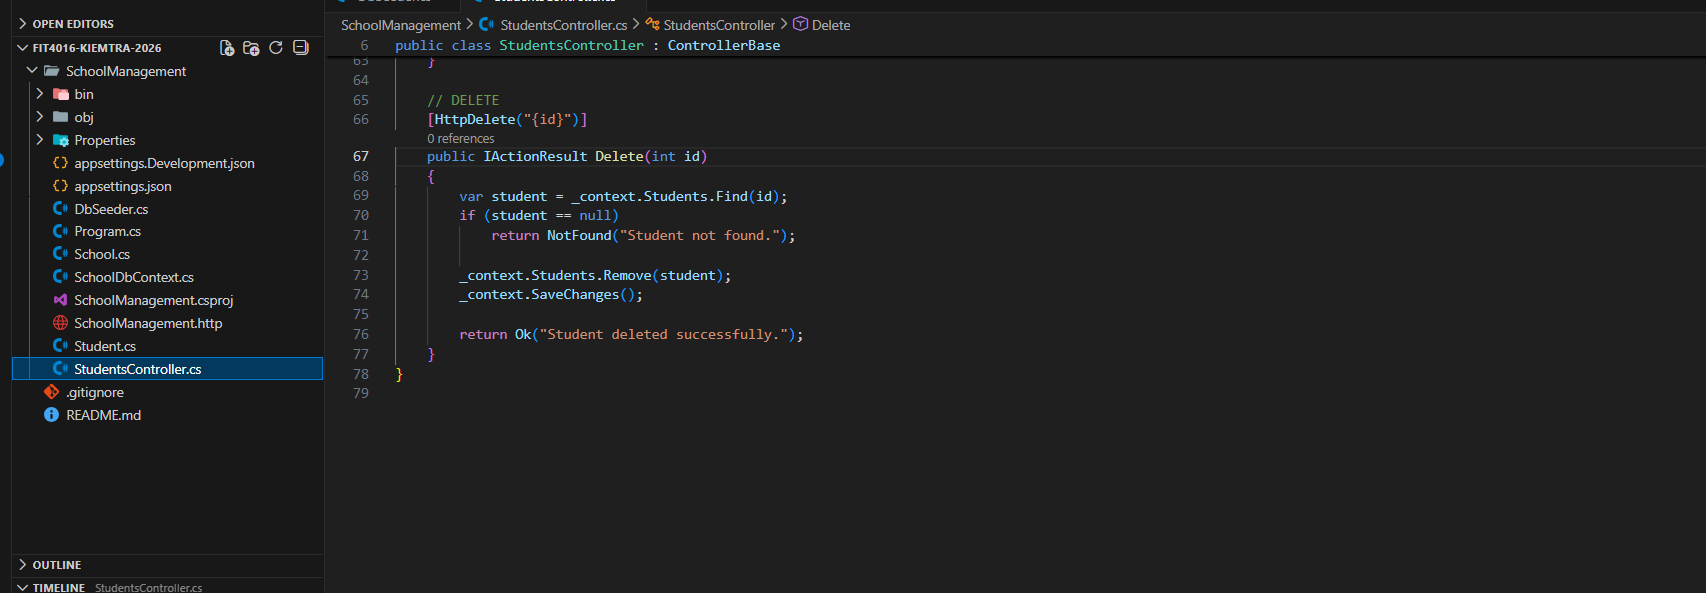 OPEN EDITORS
FIT4016-KIEMTRA-2026
SchoolManagement
bin
obj
Properties
{} appsettings.Development.json
{} appsettings.json
DbSeeder.cs
Program.cs
School.cs
SchoolDbContext.cs
SchoolManagement.csproj
SchoolManagement.http
Student.cs
StudentsController.cs
.gitignore
README.md
OUTLINE
TIMELINE StudentsController.cs
SchoolManagement > StudentsController.cs > StudentsController > Delete
6 public class StudentsController : ControllerBase
63 }
64
65 // DELETE
66 [HttpDelete("{id}")]
0 references
67 public IActionResult Delete(int id)
68 {
69 var student = _context.Students.Find(id);
70 if (student == null)
71 return NotFound("Student not found.");
72
73 _context.Students.Remove(student);
74 _context.SaveChanges();
75
76 return Ok("Student deleted successfully.");
77 }
78 }
79